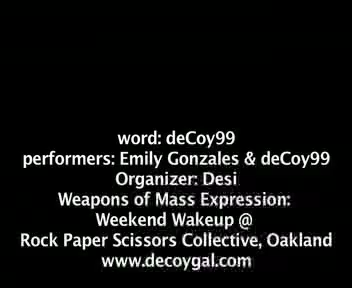 word: deCoy99
performers: Emily Gonzales & deCoy99
Organizer: Desi
Weapons of Mass Expression:
Weekend Wakeup @
Rock Paper Scissors Collective, Oakland
www.decoygal.com